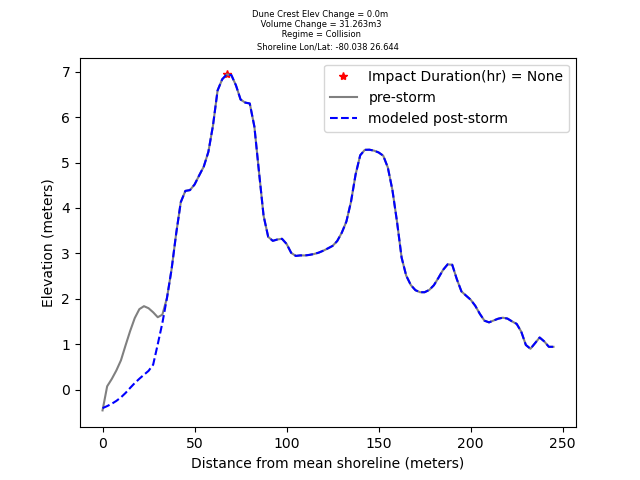 Dune Crest Elev Change = 0.0m
Volume Change = 31.263m3
Regime = Collision
Shoreline Lon/Lat: -80.038 26.644
Impact Duration(hr) = None
pre-storm
modeled post-storm
7
6
5
4
3
2
1
0
Elevation (meters)
0 50 100 150 200 250
Distance from mean shoreline (meters)